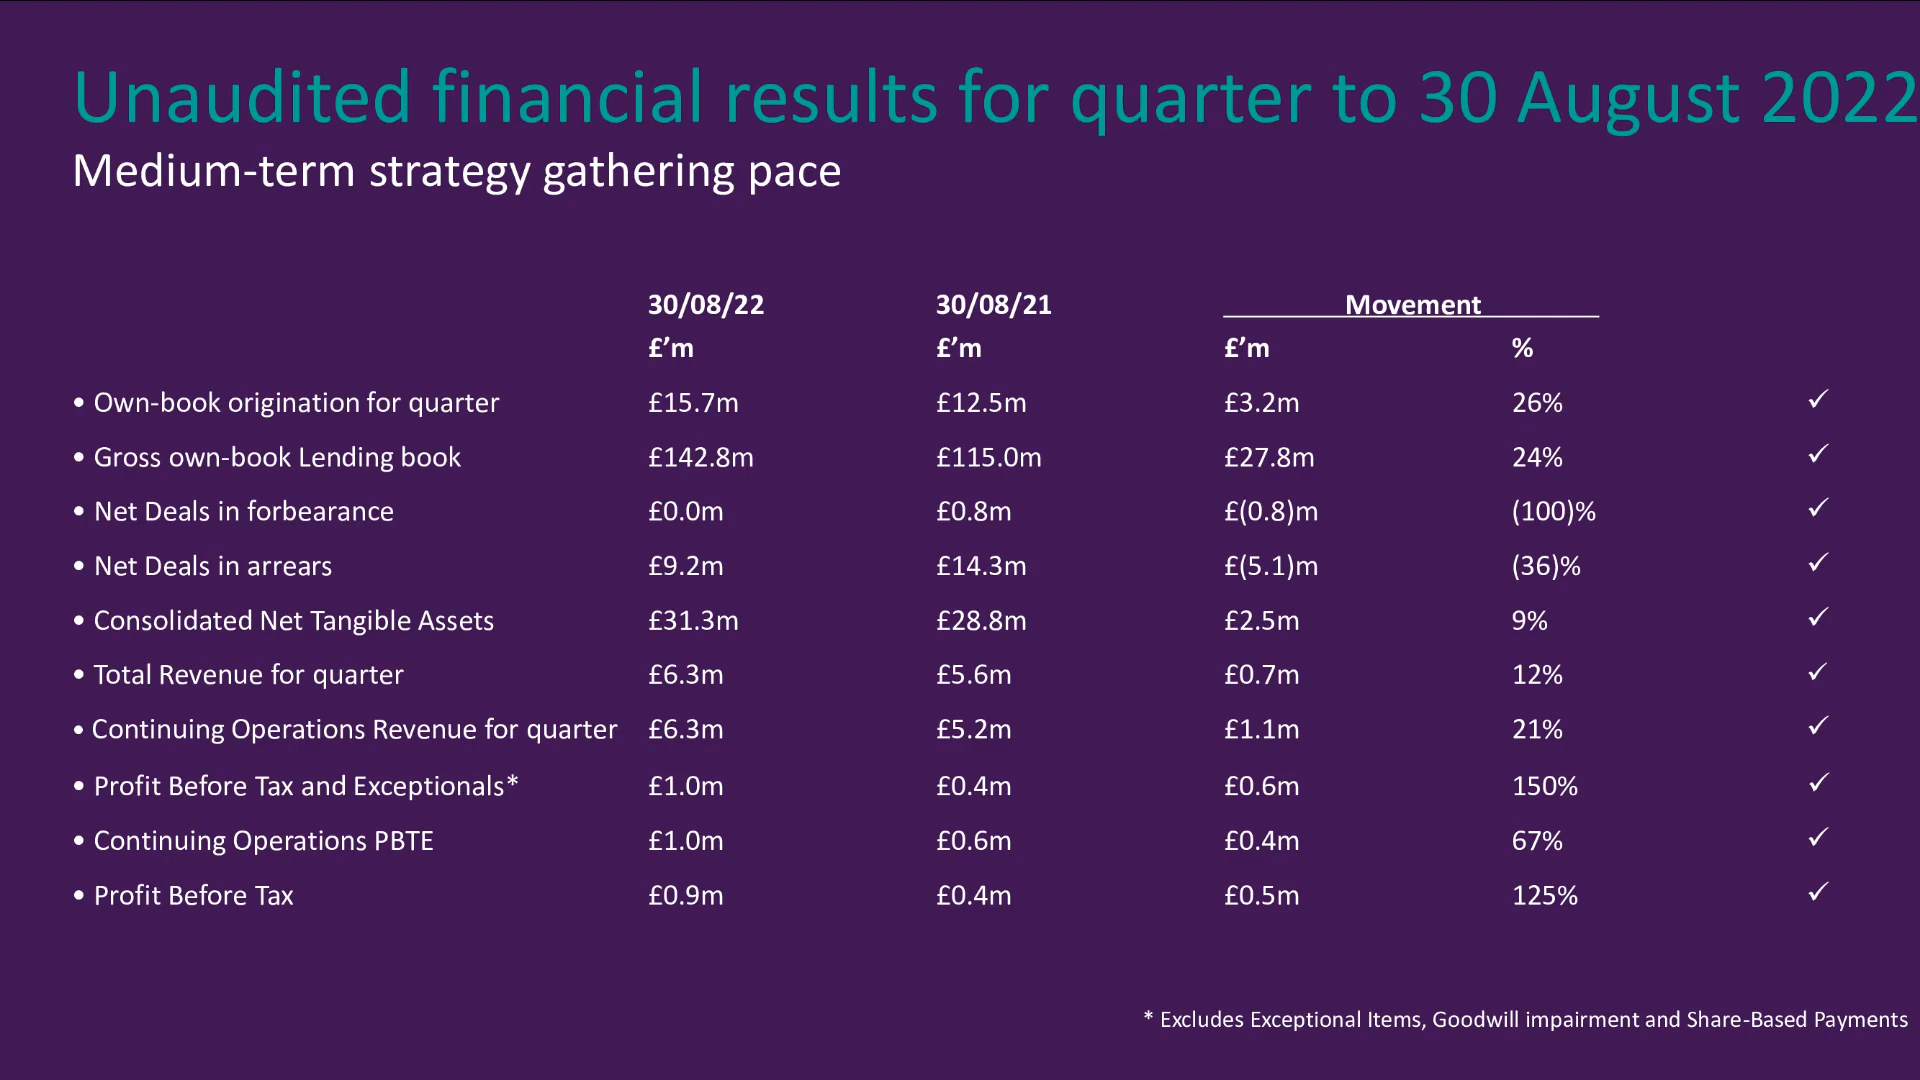 Unaudited financial results for quarter to 30 August 2022
Medium-term strategy gathering pace
30/08/22 30/08/21 Movement
£’m £’m £’m %
• Own-book origination for quarter £15.7m £12.5m £3.2m 26% ✓
• Gross own-book Lending book £142.8m £115.0m £27.8m 24% ✓
• Net Deals in forbearance £0.0m £0.8m £(0.8)m (100)% ✓
• Net Deals in arrears £9.2m £14.3m £(5.1)m (36)% ✓
• Consolidated Net Tangible Assets £31.3m £28.8m £2.5m 9% ✓
• Total Revenue for quarter £6.3m £5.6m £0.7m 12% ✓
• Continuing Operations Revenue for quarter £6.3m £5.2m £1.1m 21% ✓
• Profit Before Tax and Exceptionals* £1.0m £0.4m £0.6m 150% ✓
• Continuing Operations PBTE £1.0m £0.6m £0.4m 67% ✓
• Profit Before Tax £0.9m £0.4m £0.5m 125% ✓
* Excludes Exceptional Items, Goodwill impairment and Share-Based Payments